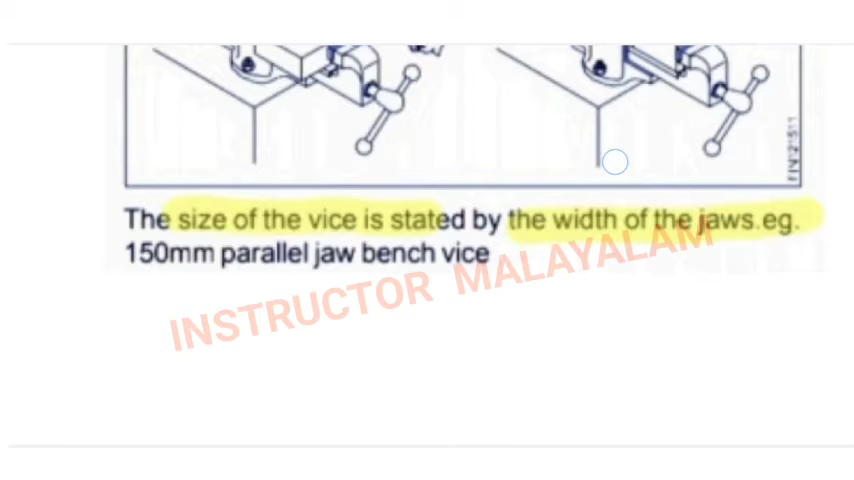 The size of the vice is stated by the width of the jaws. eg.
150mm parallel jaw bench vice
INSTRUCTOR MALAYALAM